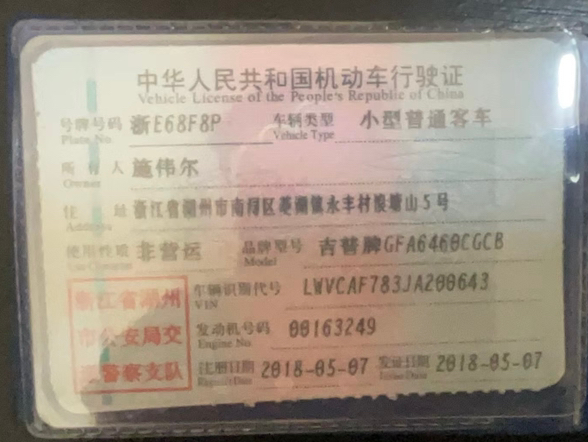 中华人民共和国机动车行驶证
Vehicle License of the People's Republic of China
号牌号码 浙E68F8P 车辆类型 小型普通客车
Plate No. Vehicle Type
所有人 施伟尔
Owner
住址 浙江省湖州市南浔区菱湖镇永丰村陵塘山5号
Address
使用性质 非营运 品牌型号 吉普牌GFA6460CGCB
Use Character Model
车辆识别代号 LWVCAF783JA200643
VIN
发动机号码 00163249
Engine No.
注册日期 2018-05-07 发证日期 2018-05-07
Register Date Issue Date
浙江省湖州
市公安局交
通警察支队